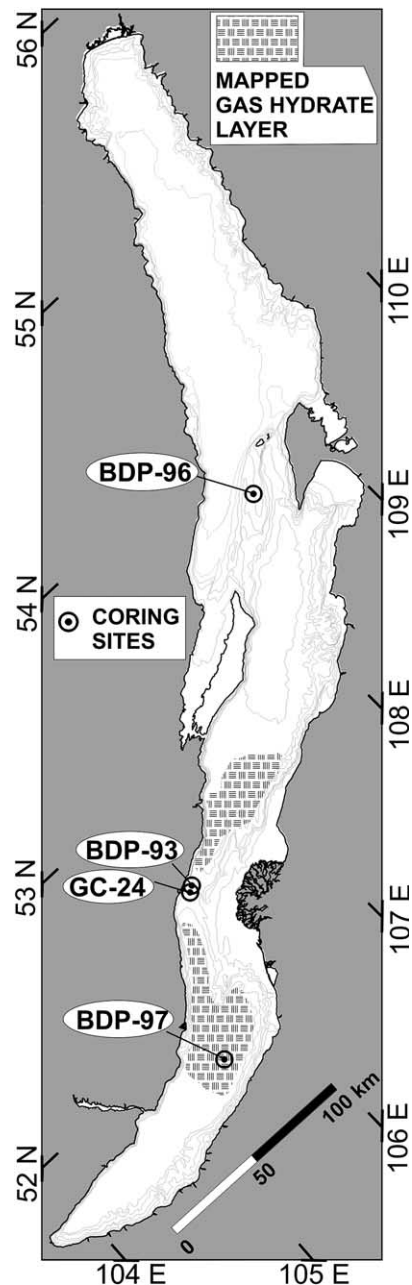 56 N
MAPPED
GAS HYDRATE
LAYER
110 E
55 N
BDP-96
109 E
54 N
CORING
SITES
108 E
BDP-93
53 N
GC-24
107 E
BDP-97
100 km
50
0
106 E
52 N
104 E
105 E